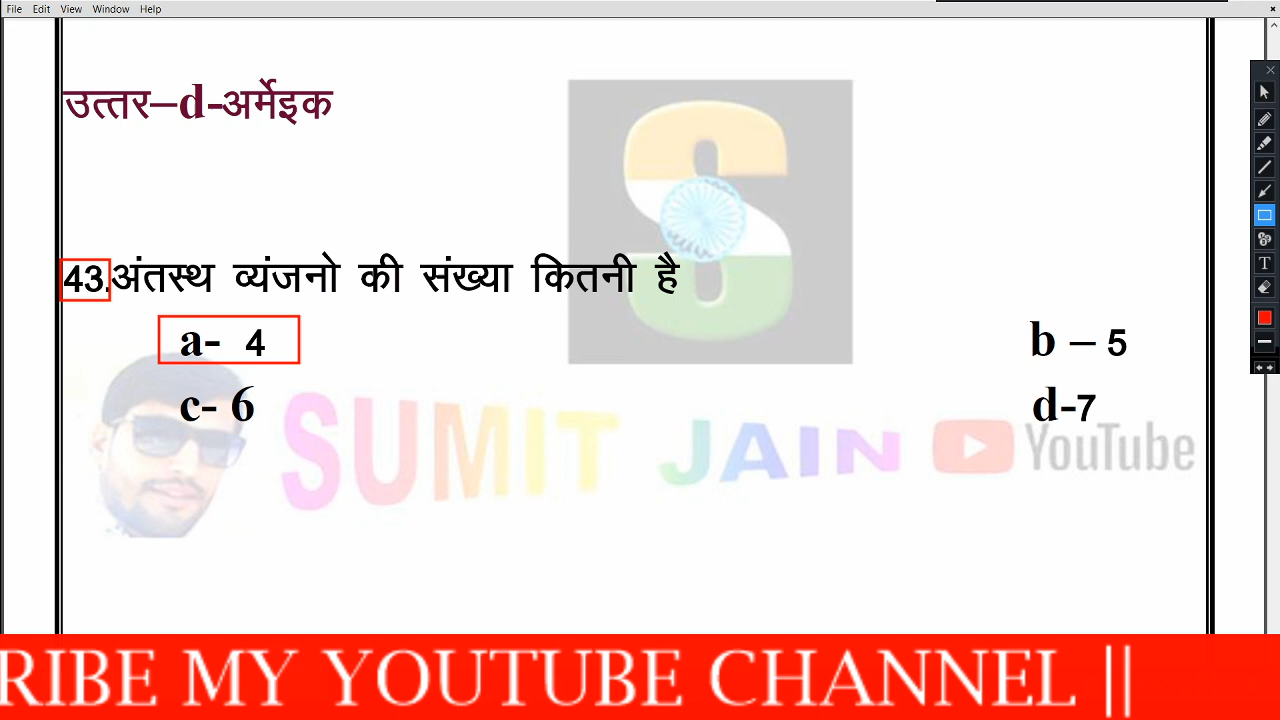 File Edit View Window Help
उत्तर–d-अर्मेइक
43.अंतस्थ व्यंजनो की संख्या कितनी है
a- 4 b – 5
c- 6 d-7
SUMIT JAIN YouTube
RIBE MY YOUTUBE CHANNEL ||